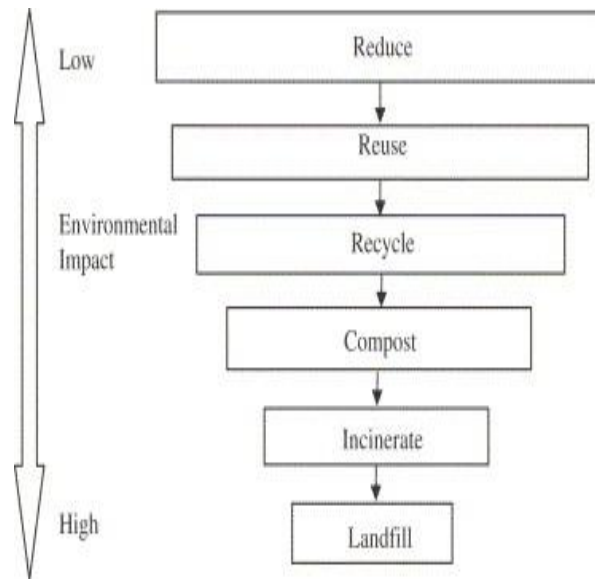 Low
Reduce
Reuse
Environmental
Impact
Recycle
Compost
Incinerate
High
Landfill